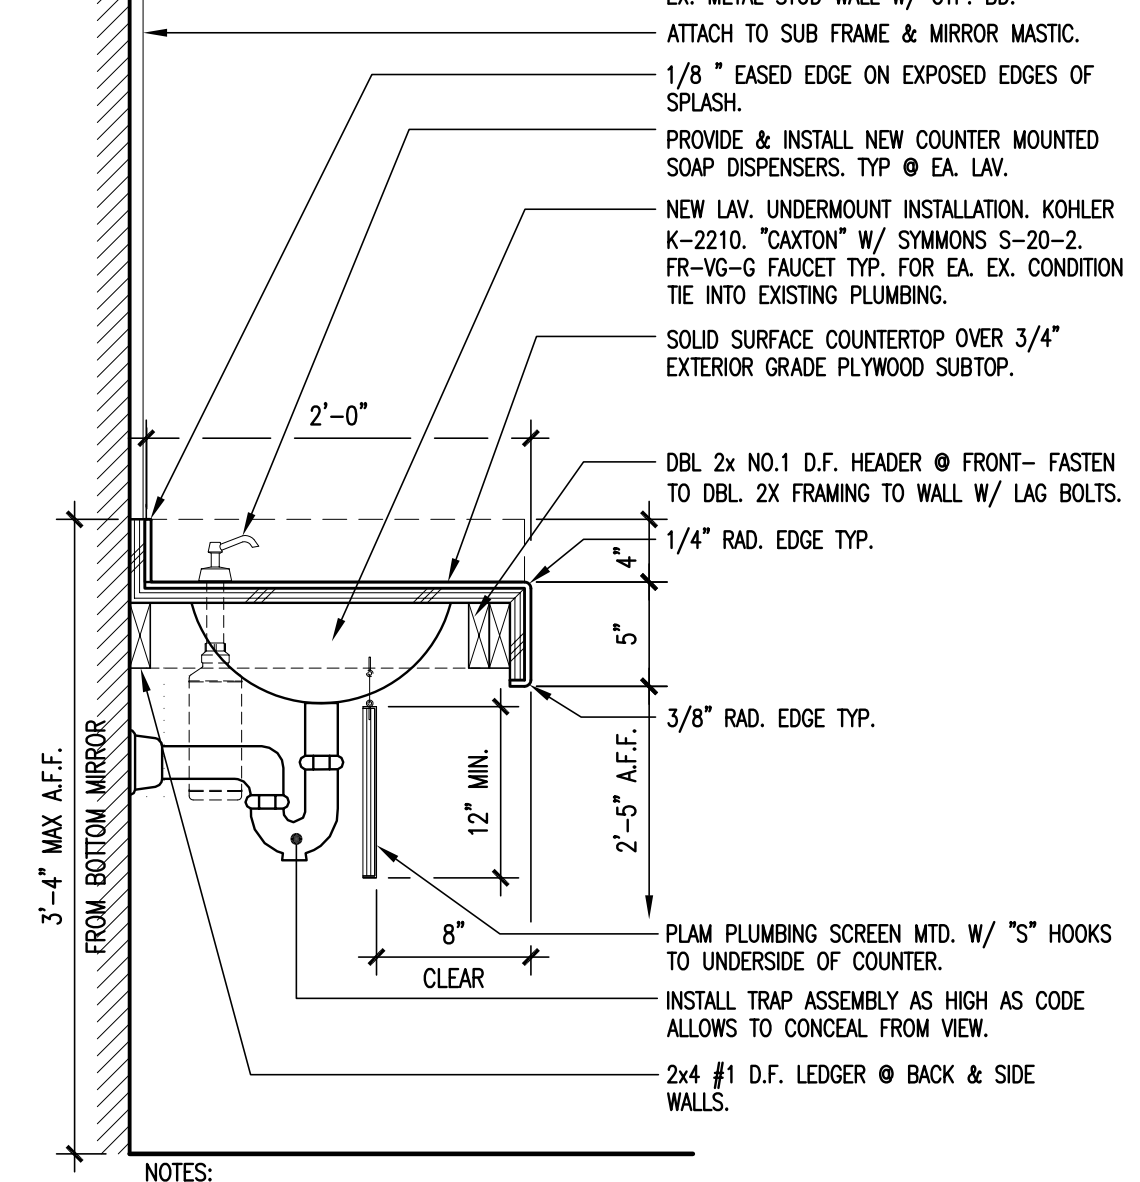 EX. METAL STUD WALL W/ GYP. BD.
ATTACH TO SUB FRAME & MIRROR MASTIC.
1/8 " EASED EDGE ON EXPOSED EDGES OF
SPLASH.
PROVIDE & INSTALL NEW COUNTER MOUNTED
SOAP DISPENSERS. TYP @ EA. LAV.
NEW LAV. UNDERMOUNT INSTALLATION. KOHLER
K-2210. "CAXTON" W/ SYMMONS S-20-2.
FR-VG-G FAUCET TYP. FOR EA. EX. CONDITION
TIE INTO EXISTING PLUMBING.
SOLID SURFACE COUNTERTOP OVER 3/4"
EXTERIOR GRADE PLYWOOD SUBTOP.
2'-0"
DBL 2x NO.1 D.F. HEADER @ FRONT- FASTEN
TO DBL. 2X FRAMING TO WALL W/ LAG BOLTS.
1/4" RAD. EDGE TYP.
4"
5"
3/8" RAD. EDGE TYP.
2'-5" A.F.F.
12" MIN.
3'-4" MAX A.F.F.
FROM BOTTOM MIRROR
8"
CLEAR
PLAM PLUMBING SCREEN MTD. W/ "S" HOOKS
TO UNDERSIDE OF COUNTER.
INSTALL TRAP ASSEMBLY AS HIGH AS CODE
ALLOWS TO CONCEAL FROM VIEW.
2x4 #1 D.F. LEDGER @ BACK & SIDE
WALLS.
NOTES: